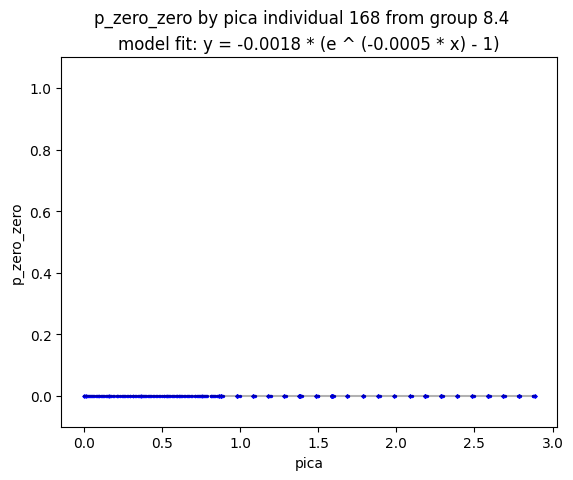 p_zero_zero by pica individual 168 from group 8.4
model fit: y = -0.0018 * (e ^ (-0.0005 * x) - 1)
1.0
0.8
0.6
0.4
0.2
0.0
p_zero_zero
0.0 0.5 1.0 1.5 2.0 2.5 3.0
pica